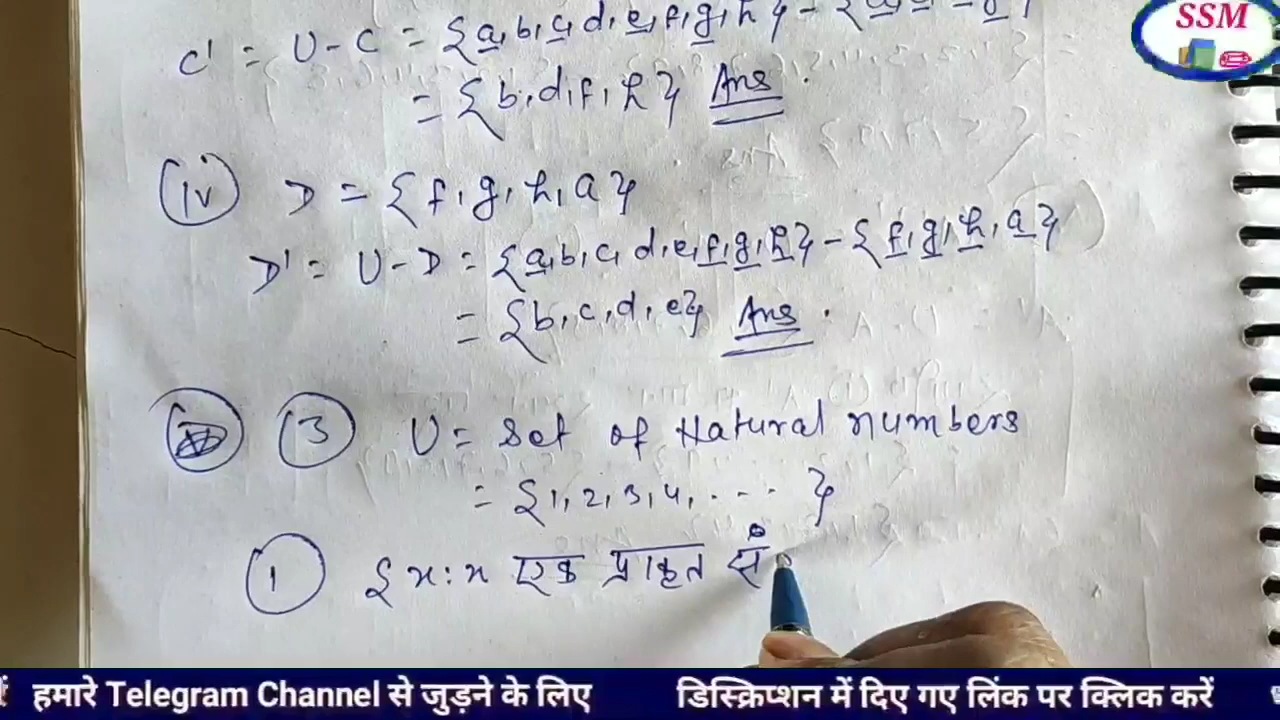 SSM
C' = U - C = {a, b, c, d, e, f, g, h} - {
= {b, d, f, h} Ans.
(iv) D = {f, g, h, a}
D' = U - D = {a, b, c, d, e, f, g, h} - {f, g, h, a}
= {b, c, d, e} Ans.
(3) U = Set of Natural numbers
= {1, 2, 3, 4, .... }
(1) {x : x एक प्राकृत सं
हमारे Telegram Channel से जुड़ने के लिए डिस्क्रिप्शन में दिए गए लिंक पर क्लिक करें